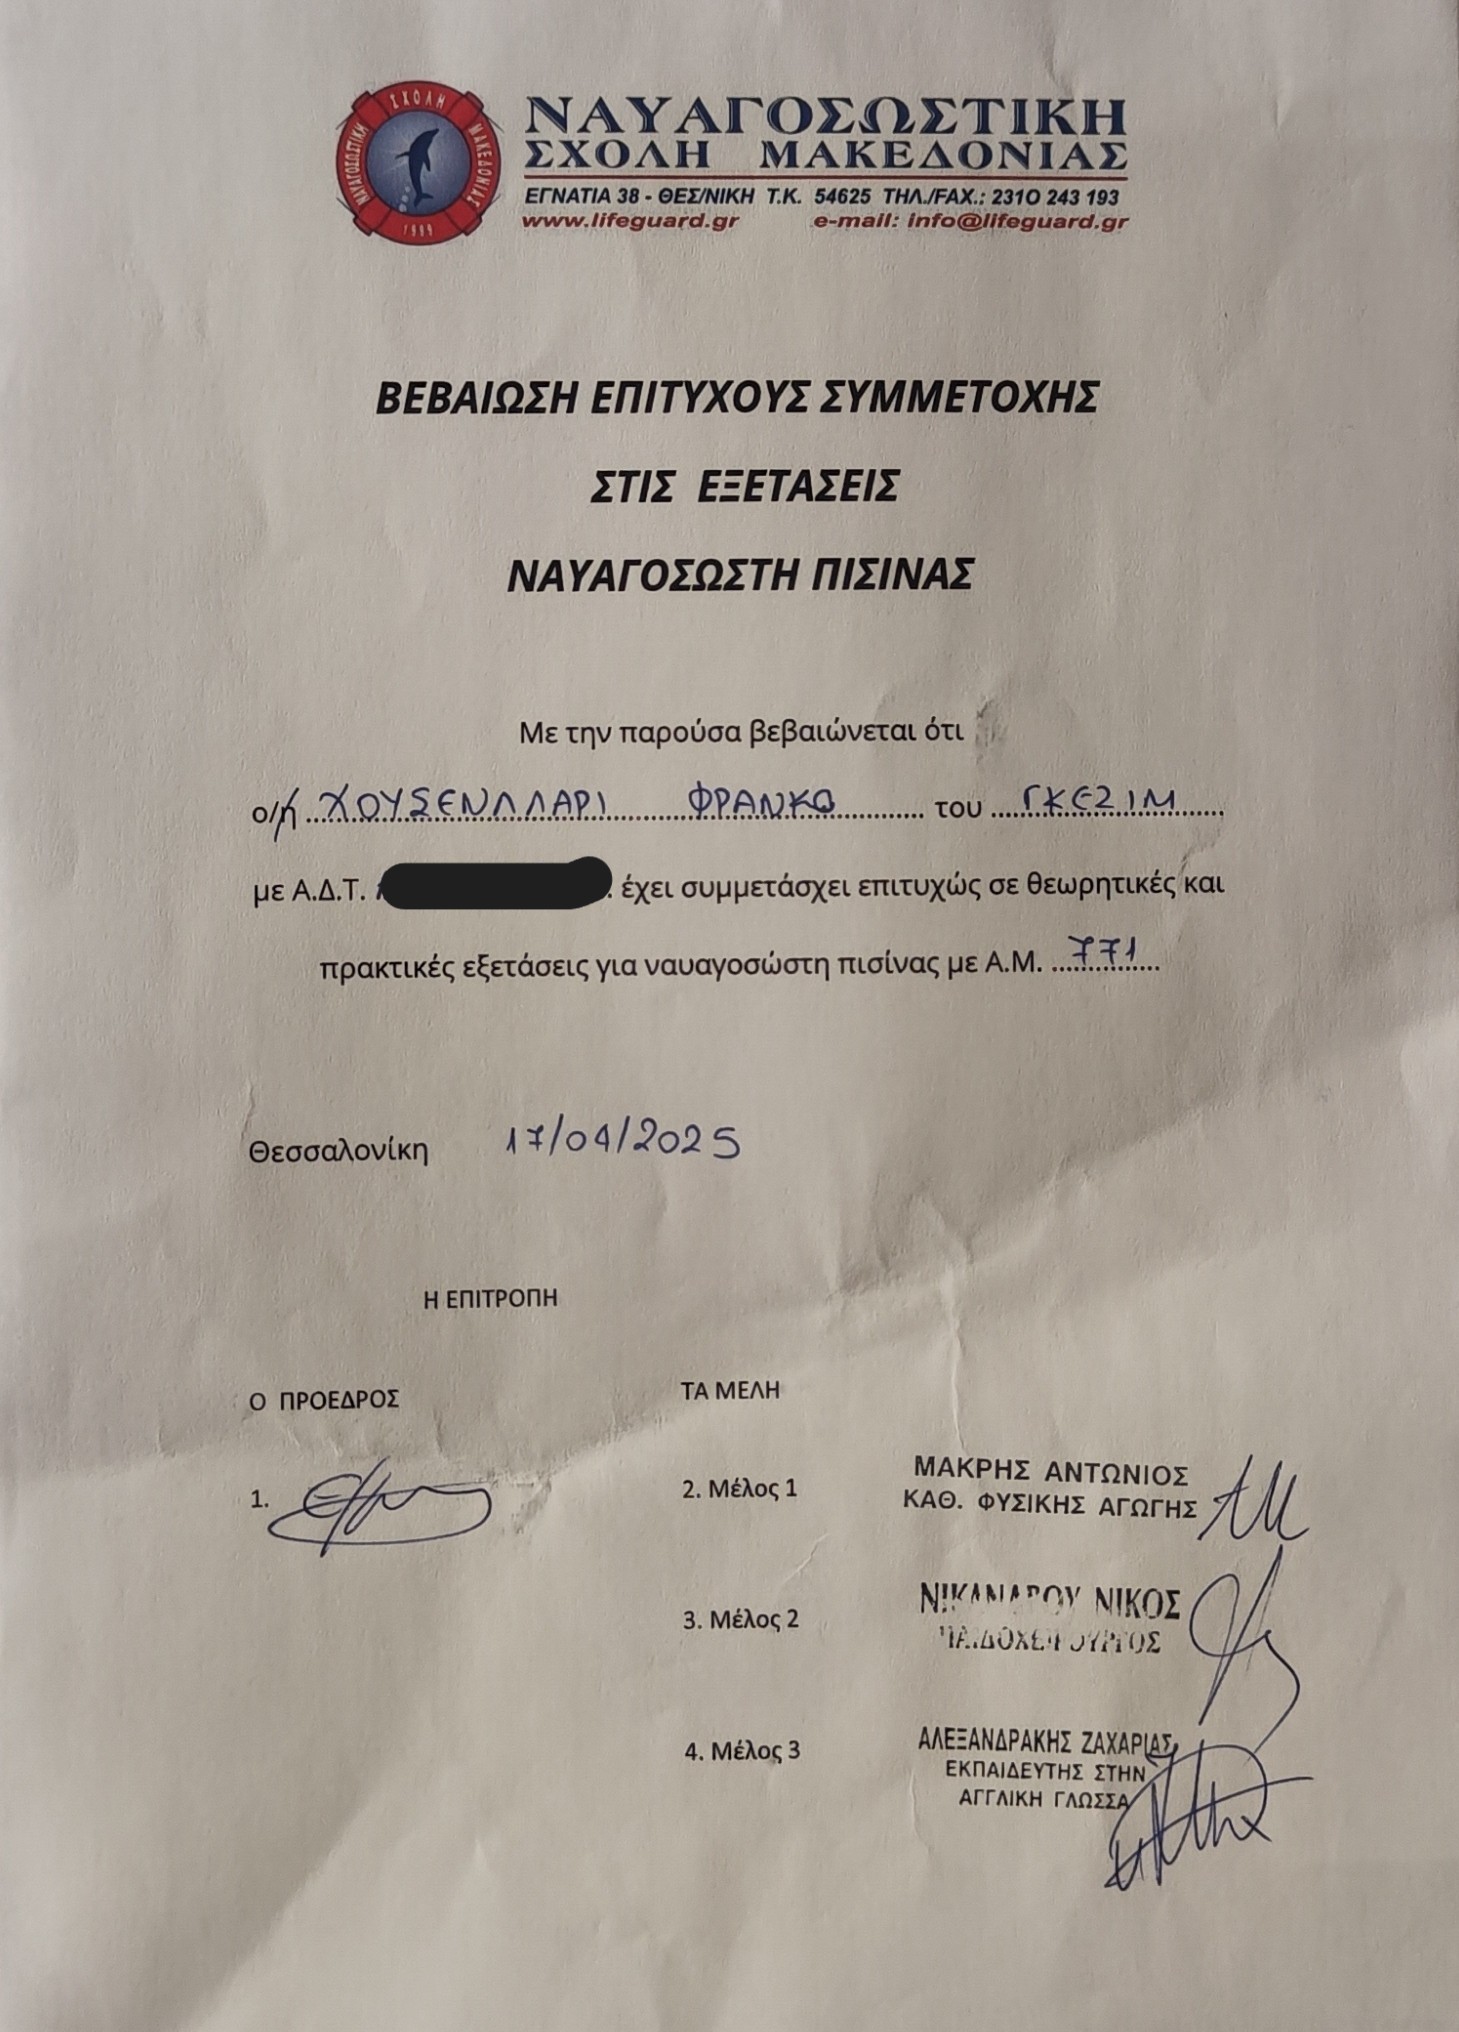 ΣΧΟΛΗ
ΝΑΥΑΓΟΣΩΣΤΙΚΗ
ΜΑΚΕΔΟΝΙΑΣ
1999
ΝΑΥΑΓΟΣΩΣΤΙΚΗ
ΣΧΟΛΗ ΜΑΚΕΔΟΝΙΑΣ
ΕΓΝΑΤΙΑ 38 - ΘΕΣ/ΝΙΚΗ Τ.Κ. 54625 ΤΗΛ./FAX.: 2310 243 193
www.lifeguard.gr e-mail: info@lifeguard.gr
ΒΕΒΑΙΩΣΗ ΕΠΙΤΥΧΟΥΣ ΣΥΜΜΕΤΟΧΗΣ
ΣΤΙΣ ΕΞΕΤΑΣΕΙΣ
ΝΑΥΑΓΟΣΩΣΤΗ ΠΙΣΙΝΑΣ
Με την παρούσα βεβαιώνεται ότι
ο/η ΧΟΥΣΕΝΛΛΑΡΙ ΦΡΑΝΚΟ του ΓΚΕΖΙΜ
με Α.Δ.Τ. έχει συμμετάσχει επιτυχώς σε θεωρητικές και
πρακτικές εξετάσεις για ναυαγοσώστη πισίνας με Α.Μ. 771
Θεσσαλονίκη 17/04/2025
Η ΕΠΙΤΡΟΠΗ
Ο ΠΡΟΕΔΡΟΣ ΤΑ ΜΕΛΗ
1. 2. Μέλος 1 ΜΑΚΡΗΣ ΑΝΤΩΝΙΟΣ
ΚΑΘ. ΦΥΣΙΚΗΣ ΑΓΩΓΗΣ
3. Μέλος 2 ΝΙΚΑΝΔΡΟΥ ΝΙΚΟΣ
ΠΑΙΔΟΧΕΙΡΟΥΡΓΟΣ
4. Μέλος 3 ΑΛΕΞΑΝΔΡΑΚΗΣ ΖΑΧΑΡΙΑΣ
ΕΚΠΑΙΔΕΥΤΗΣ ΣΤΗΝ
ΑΓΓΛΙΚΗ ΓΛΩΣΣΑ